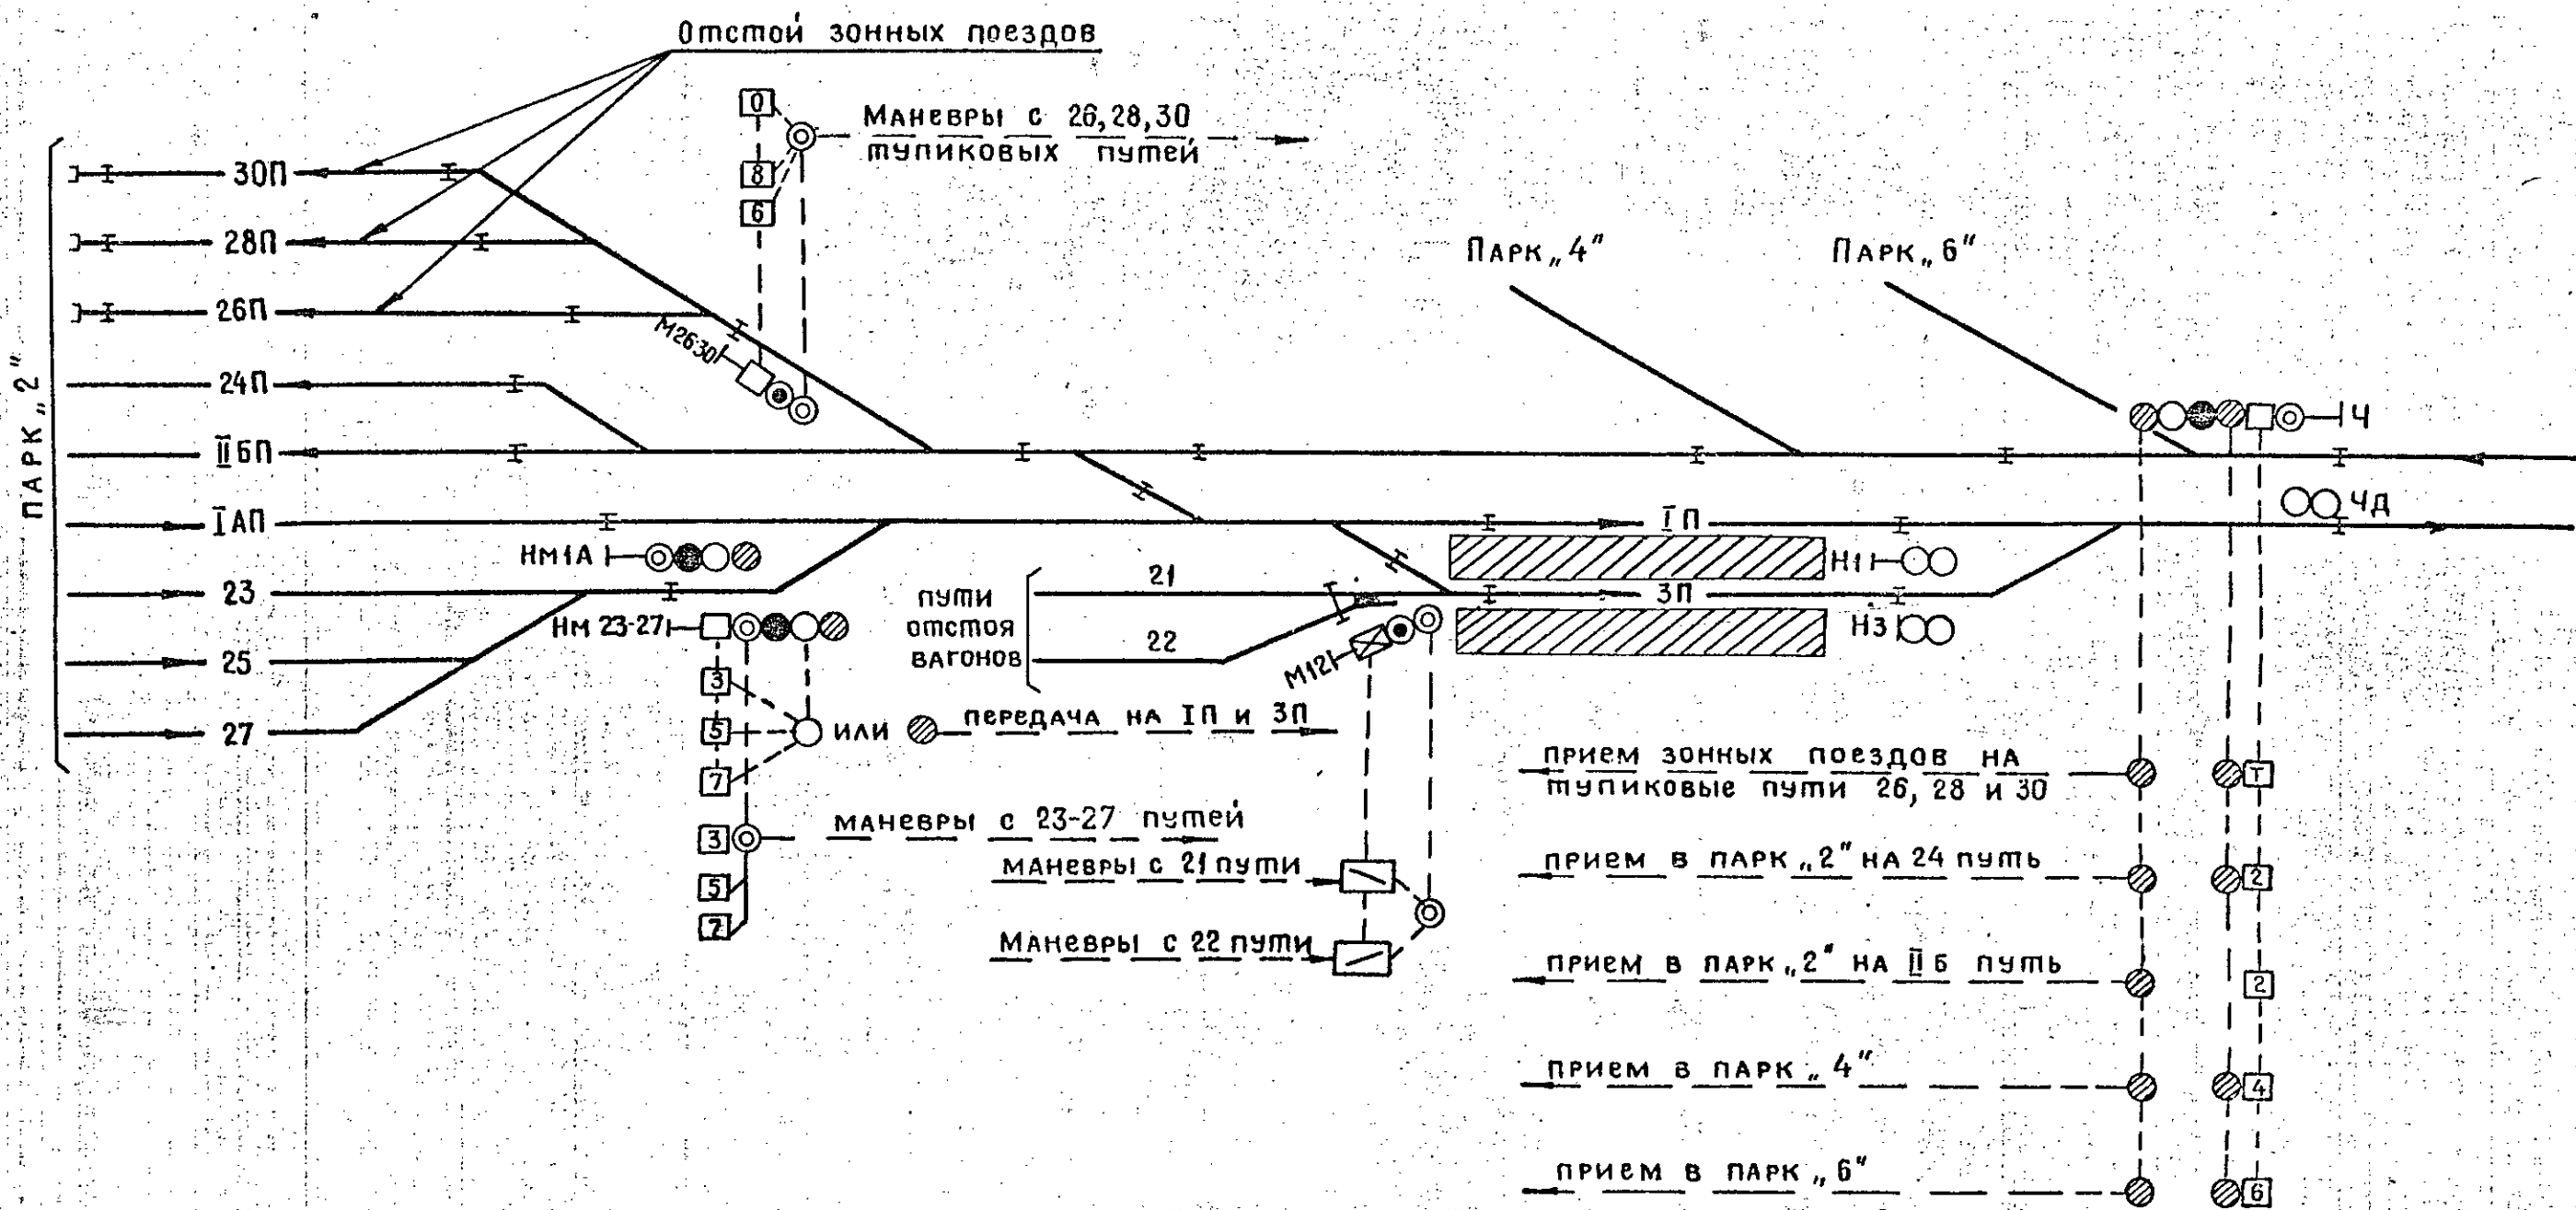 Отстой зонных поездов
0
8
6
Маневры с 26,28,30
тупиковых путей
ПАРК „2"
30П
28П
26П
24П
ⅡБП
ⅠАП
23
25
27
М2630
Парк „4"
Парк „6"
Ч
ЧД
ⅠП
3П
Н1
Н3
НМ1А
НМ 23-27
3
5
7
или
передача на ⅠП и 3П
3
5
7
маневры с 23-27 путей
пути
отстоя
вагонов
21
22
М12
маневры с 21 пути
Маневры с 22 пути
прием зонных поездов на
тупиковые пути 26, 28 и 30
Т
прием в парк „2" на 24 путь
2
прием в парк „2" на Ⅱ Б путь
2
прием в парк „4"
4
прием в парк „6"
6